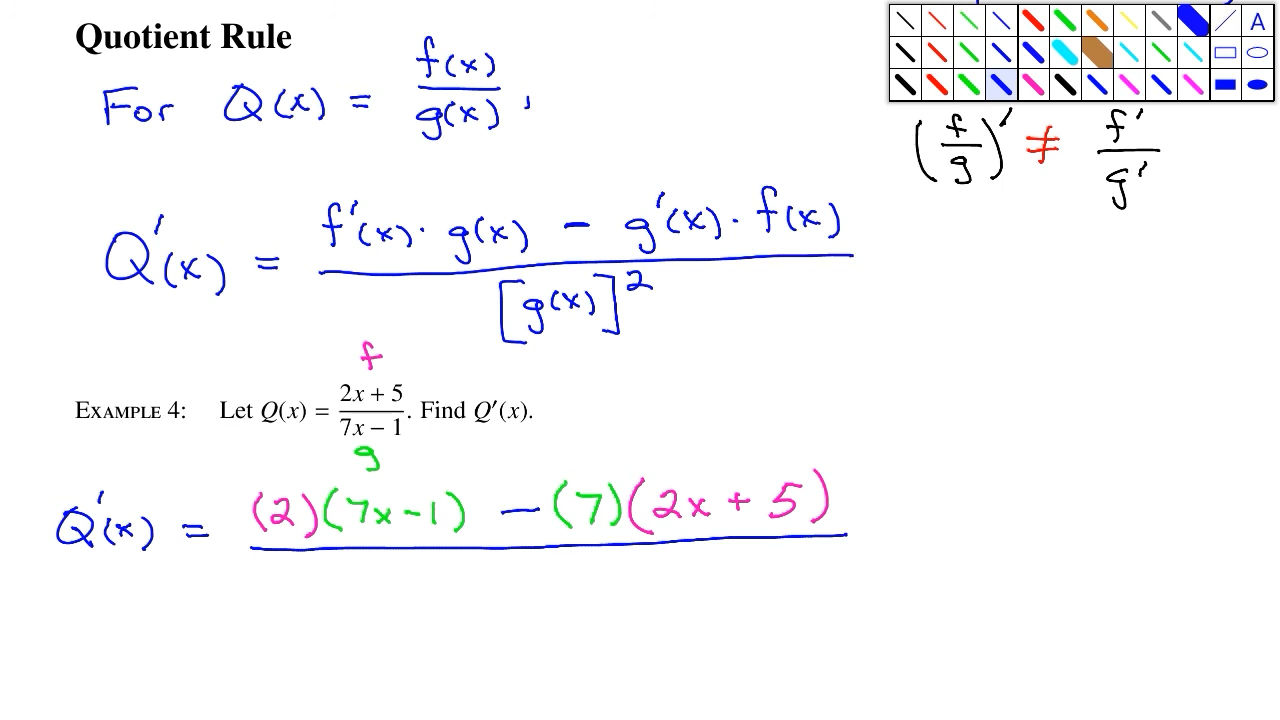 Quotient Rule
For Q(x) = f(x)/g(x) ,
(f/g)' ≠ f'/g'
Q'(x) = f'(x)· g(x) − g'(x)· f(x) / [g(x)]²
f
EXAMPLE 4: Let Q(x) = 2x + 5 / 7x − 1 . Find Q′(x).
g
Q'(x) = (2)(7x−1) − (7)(2x + 5)
A